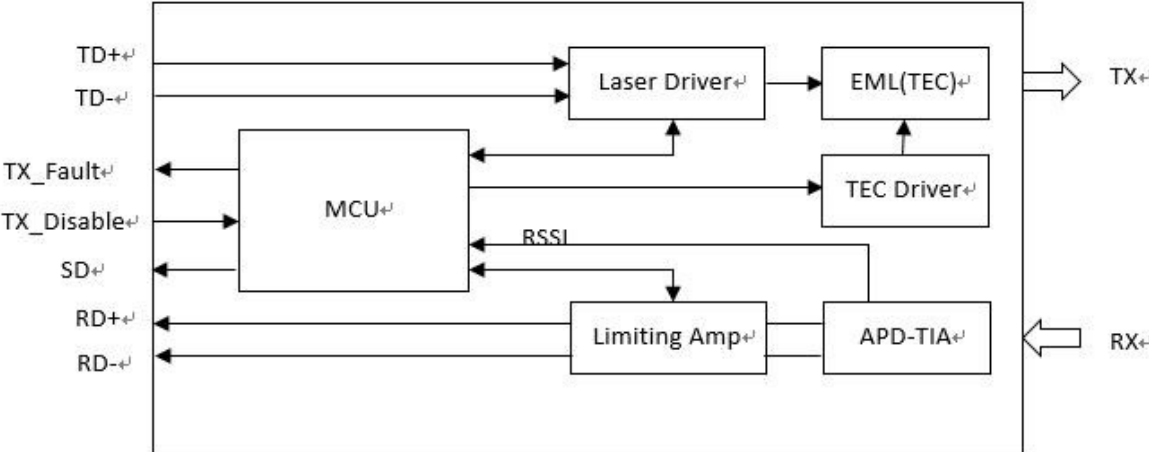 TD+
Laser Driver
EML(TEC)
TX
TD-
TX_Fault
MCU
TEC Driver
TX_Disable
RSSI
SD
RD+
Limiting Amp
APD-TIA
RX
RD-